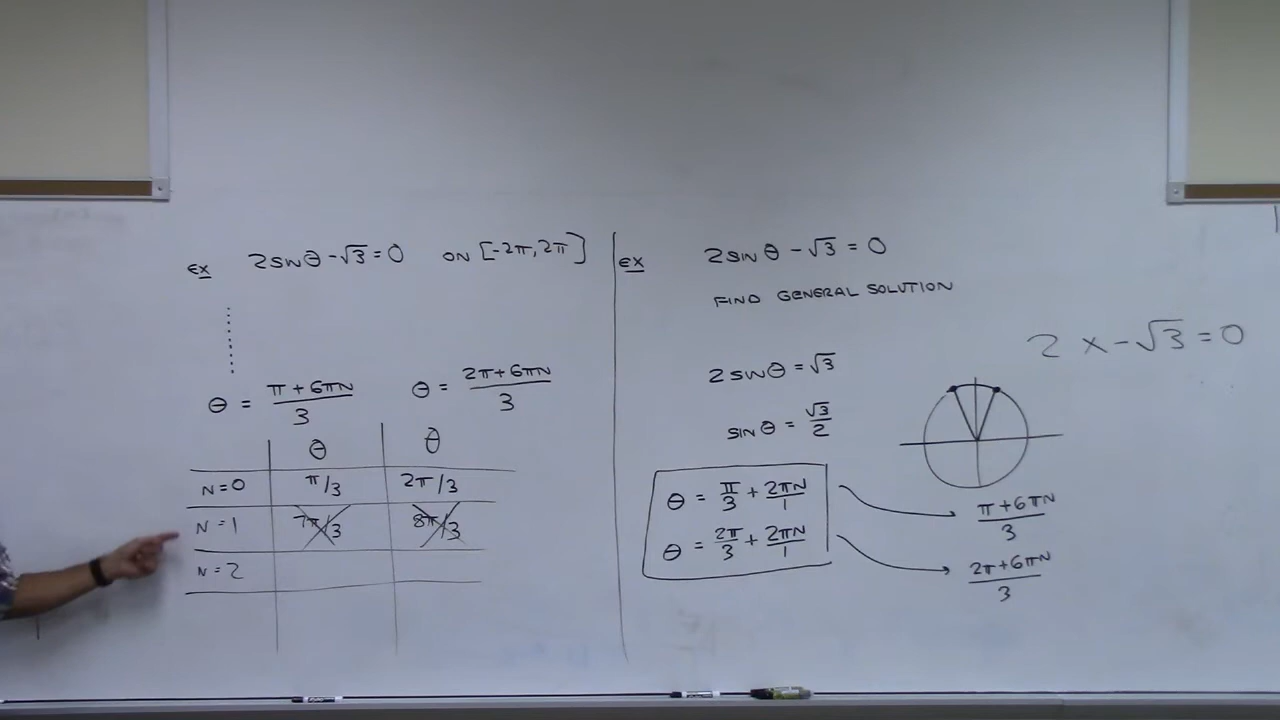 ex 2sinθ-√3=0 ON [-2π,2π]
θ = π+6πN/3 θ = 2π+6πN/3
θ θ
N=0 π/3 2π/3
N=1 7π/3 8π/3
N=2
ex 2sinθ-√3=0
FIND GENERAL SOLUTION
2sinθ=√3
sinθ = √3/2
θ = π/3 + 2πN/1
θ = 2π/3 + 2πN/1
π+6πN/3
2π+6πN/3
2 x-√3=0